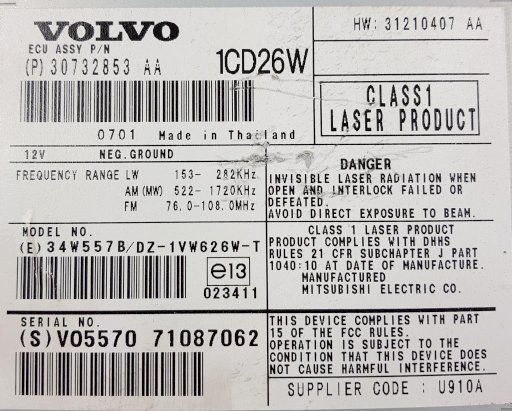 VOLVO
ECU ASSY P/N
(P) 30732853 AA
1CD26W
HW: 31210407 AA
CLASS1
LASER PRODUCT
0701 Made in Thailand
12V NEG.GROUND
FREQUENCY RANGE LW 153- 282KHz
AM(MW) 522- 1720KHz
FM 76.0-108.0MHz
DANGER
INVISIBLE LASER RADIATION WHEN
OPEN AND INTERLOCK FAILED OR
DEFEATED.
AVOID DIRECT EXPOSURE TO BEAM.
MODEL NO.
(E) 34W557B/DZ-1VW626W-T
e13
023411
CLASS 1 LASER PRODUCT
PRODUCT COMPLIES WITH DHHS
RULES 21 CFR SUBCHAPTER J PART
1040:10 AT DATE OF MANUFACTURE.
MANUFACTURED
MITSUBISHI ELECTRIC CO.
SERIAL NO.
(S) VO5570 71087062
THIS DEVICE COMPLIES WITH PART
15 OF THE FCC RULES.
OPERATION IS SUBJECT TO THE
CONDITION THAT THIS DEVICE DOES
NOT CAUSE HARMFUL INTERFERENCE.
SUPPLIER CODE : U910A